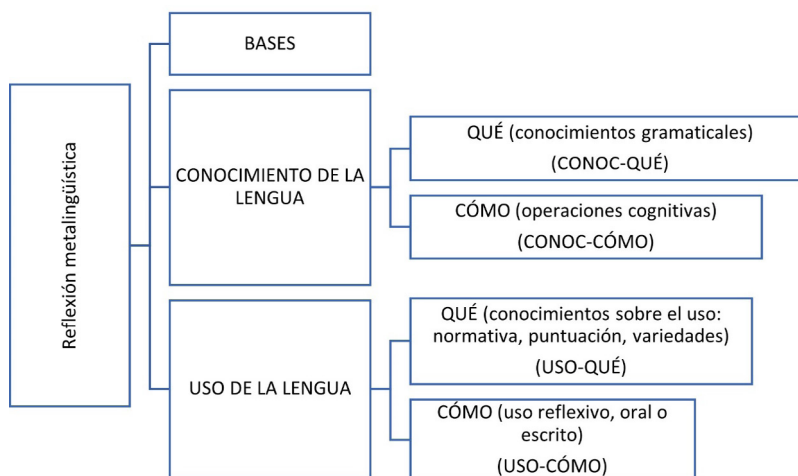 Reflexión metalingüística
BASES
CONOCIMIENTO DE LA
LENGUA
QUÉ (conocimientos gramaticales)
(CONOC-QUÉ)
CÓMO (operaciones cognitivas)
(CONOC-CÓMO)
USO DE LA LENGUA
QUÉ (conocimientos sobre el uso:
normativa, puntuación, variedades)
(USO-QUÉ)
CÓMO (uso reflexivo, oral o
escrito)
(USO-CÓMO)